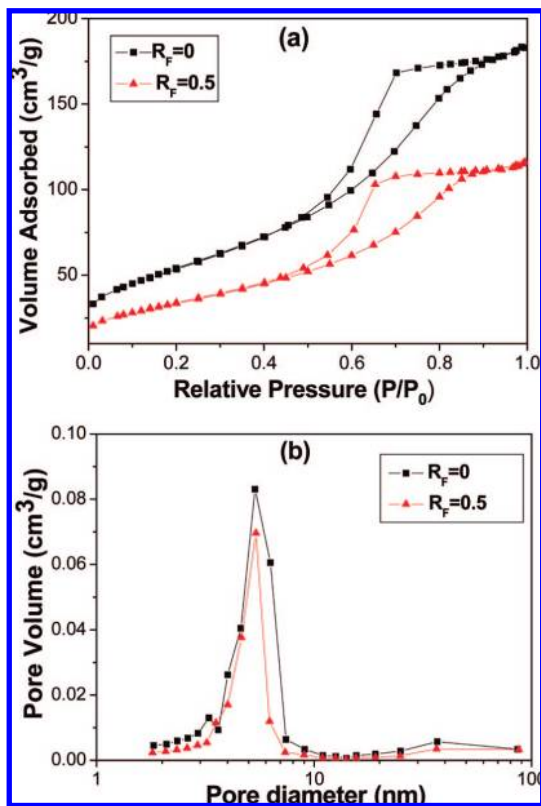 (a)
R_F=0
R_F=0.5
Volume Adsorbed (cm³/g)
200
150
100
50
0.0 0.2 0.4 0.6 0.8 1.0
Relative Pressure (P/P₀)
(b)
R_F=0
R_F=0.5
Pore Volume (cm³/g)
0.10
0.08
0.06
0.04
0.02
0.00
1 10 100
Pore diameter (nm)